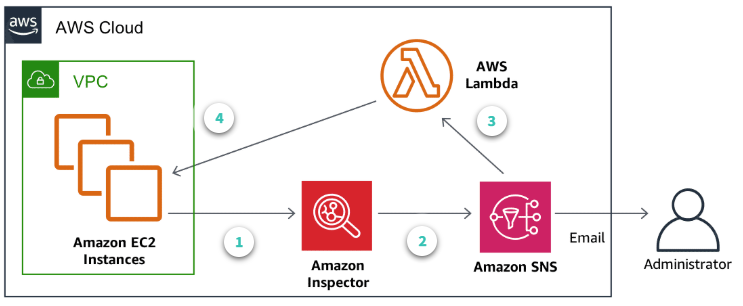 aws
AWS Cloud
VPC
AWS
Lambda
4
3
Amazon EC2
Instances
1
Amazon
Inspector
2
Amazon SNS
Email
Administrator